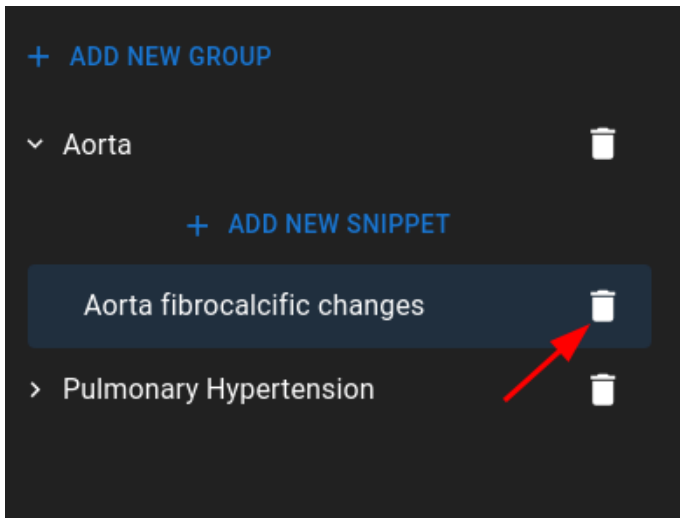 + ADD NEW GROUP
Aorta
+ ADD NEW SNIPPET
Aorta fibrocalcific changes
Pulmonary Hypertension